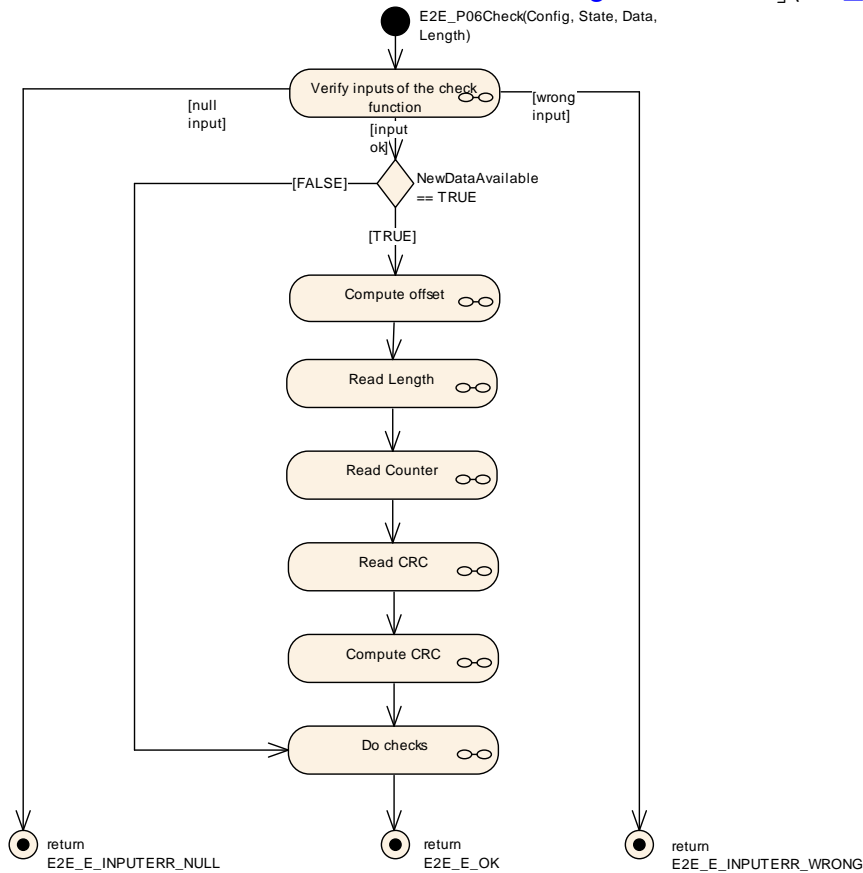 E2E_P06Check(Config, State, Data,
Length)
Verify inputs of the check
function
[null
input]
[wrong
input]
[input
ok]
[FALSE]
NewDataAvailable
== TRUE
[TRUE]
Compute offset
Read Length
Read Counter
Read CRC
Compute CRC
Do checks
return
E2E_E_INPUTERR_NULL
return
E2E_E_OK
return
E2E_E_INPUTERR_WRONG